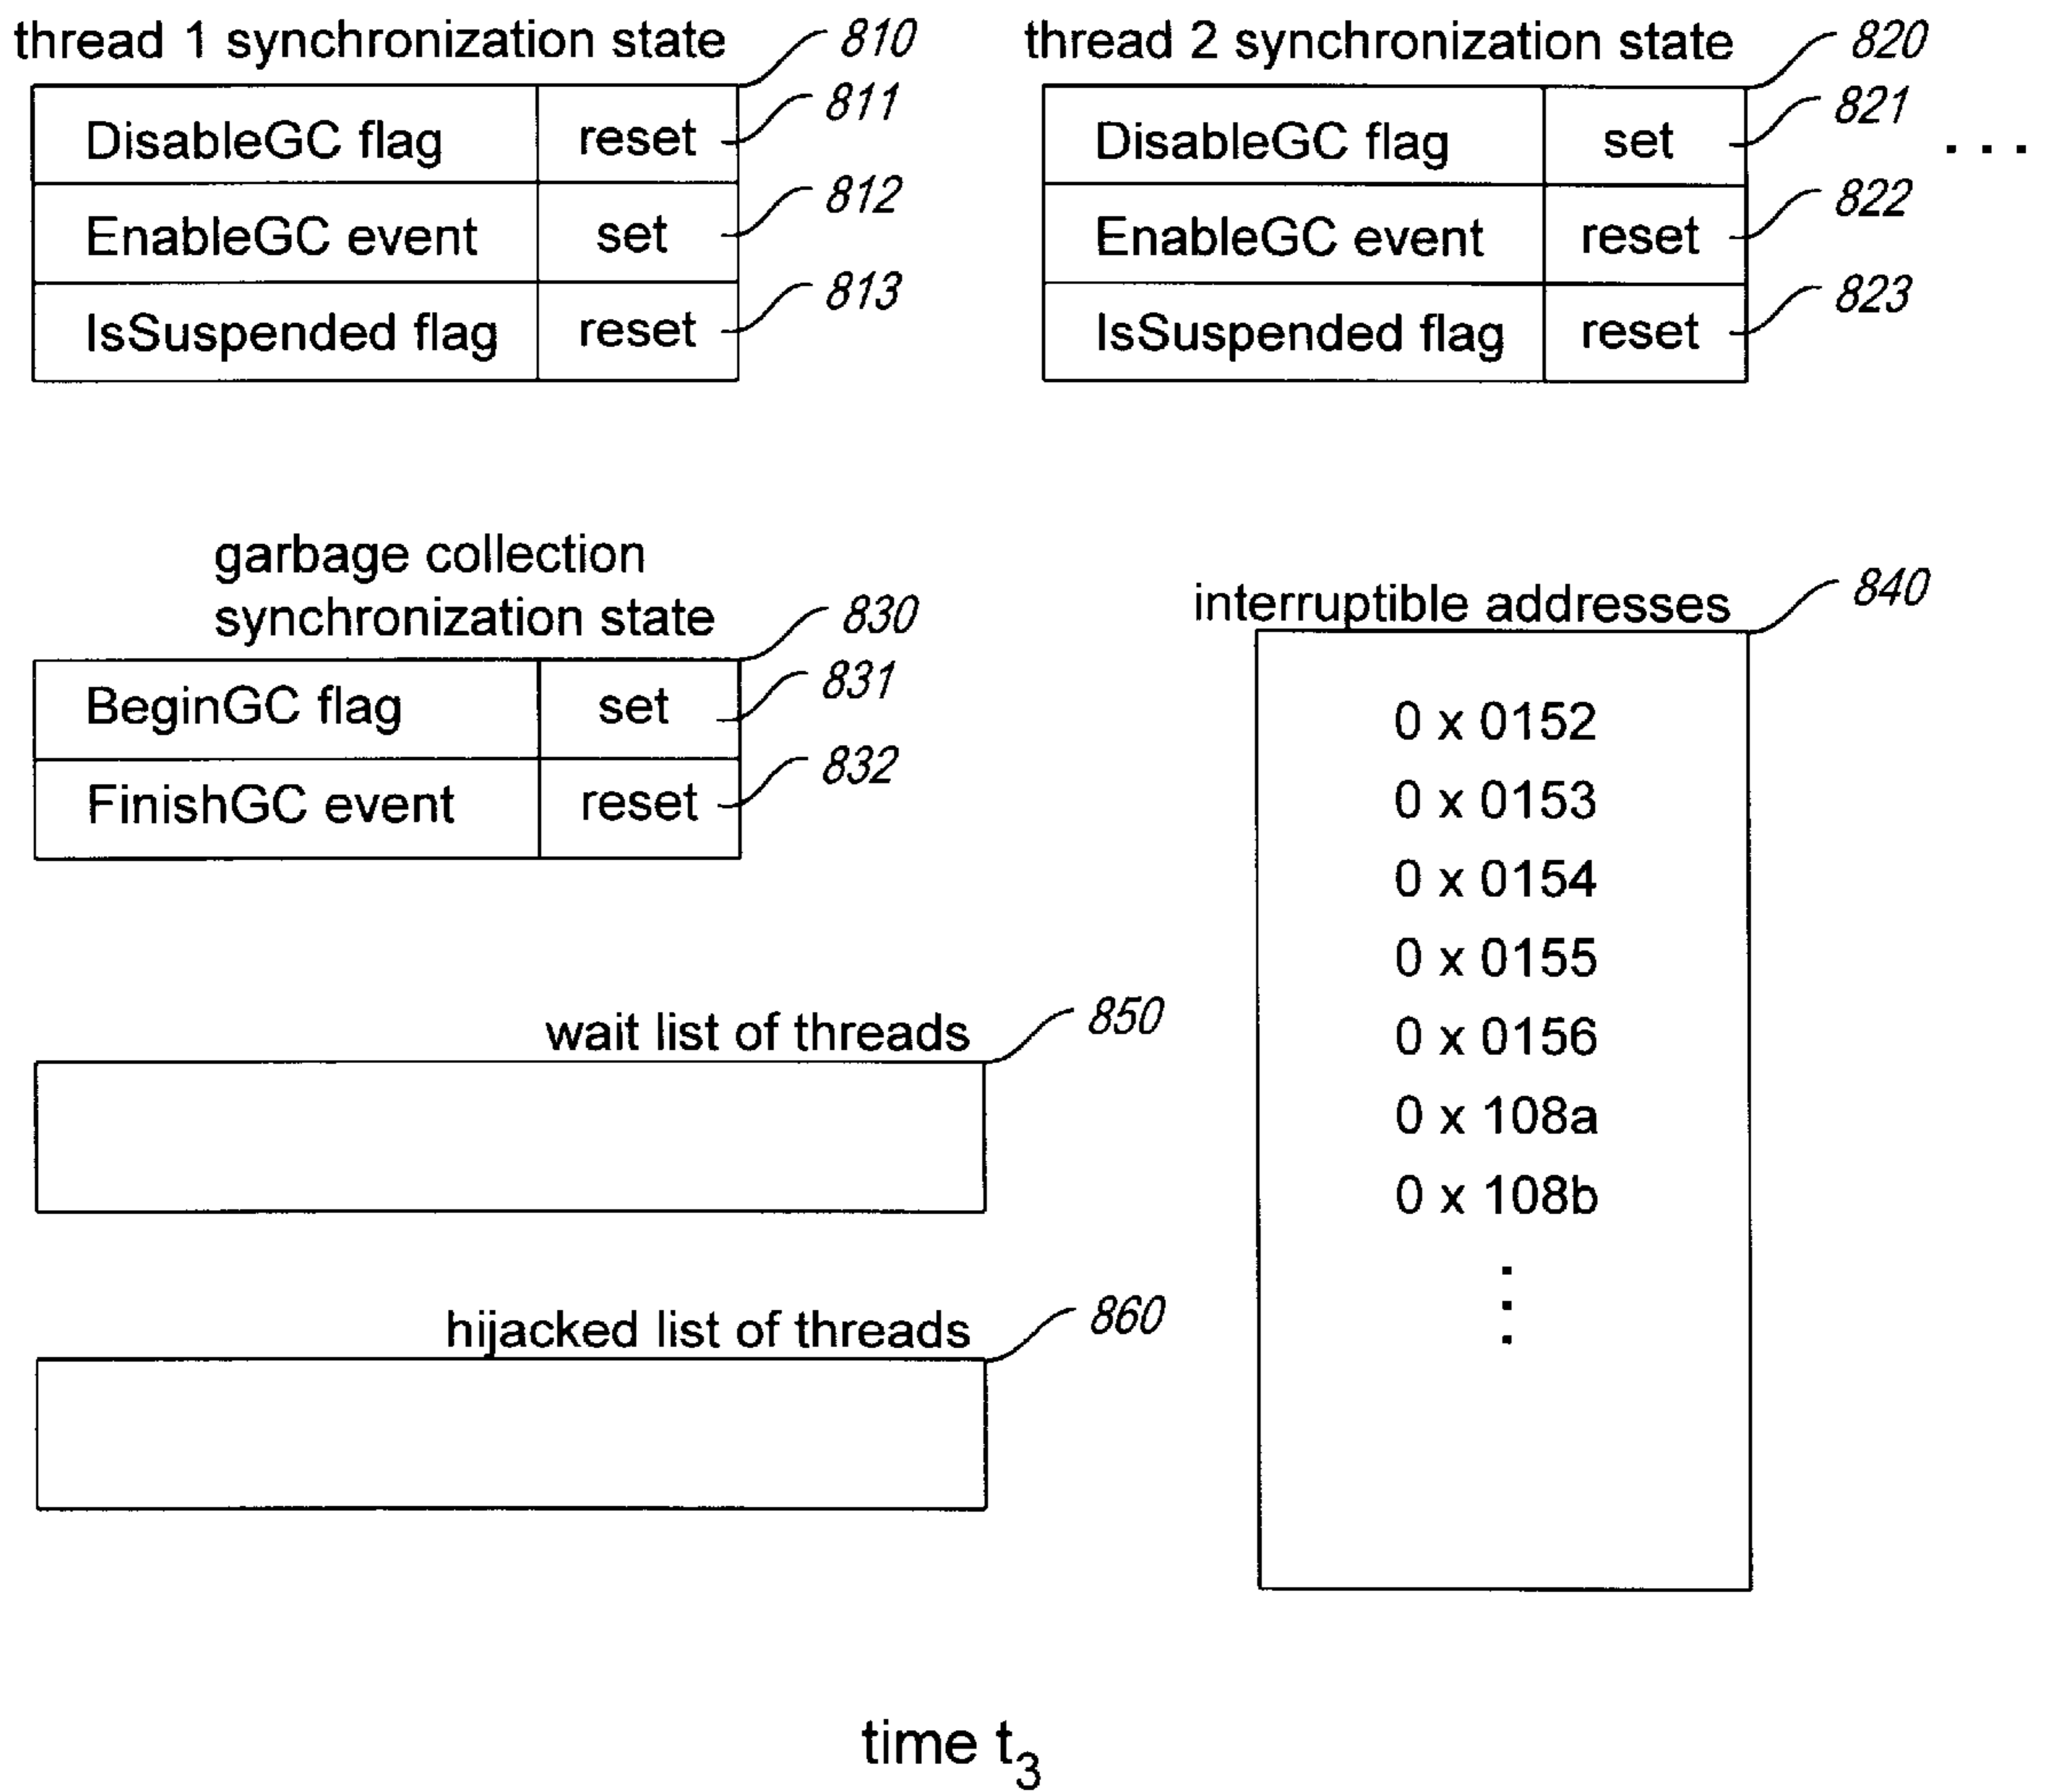 thread 1 synchronization state 810
DisableGC flag reset 811
EnableGC event set 812
IsSuspended flag reset 813
thread 2 synchronization state 820
DisableGC flag set 821
EnableGC event reset 822
IsSuspended flag reset 823
. . .
garbage collection
synchronization state 830
BeginGC flag set 831
FinishGC event reset 832
interruptible addresses 840
0 x 0152
0 x 0153
0 x 0154
0 x 0155
0 x 0156
0 x 108a
0 x 108b
.
.
.
wait list of threads 850
hijacked list of threads 860
time t3